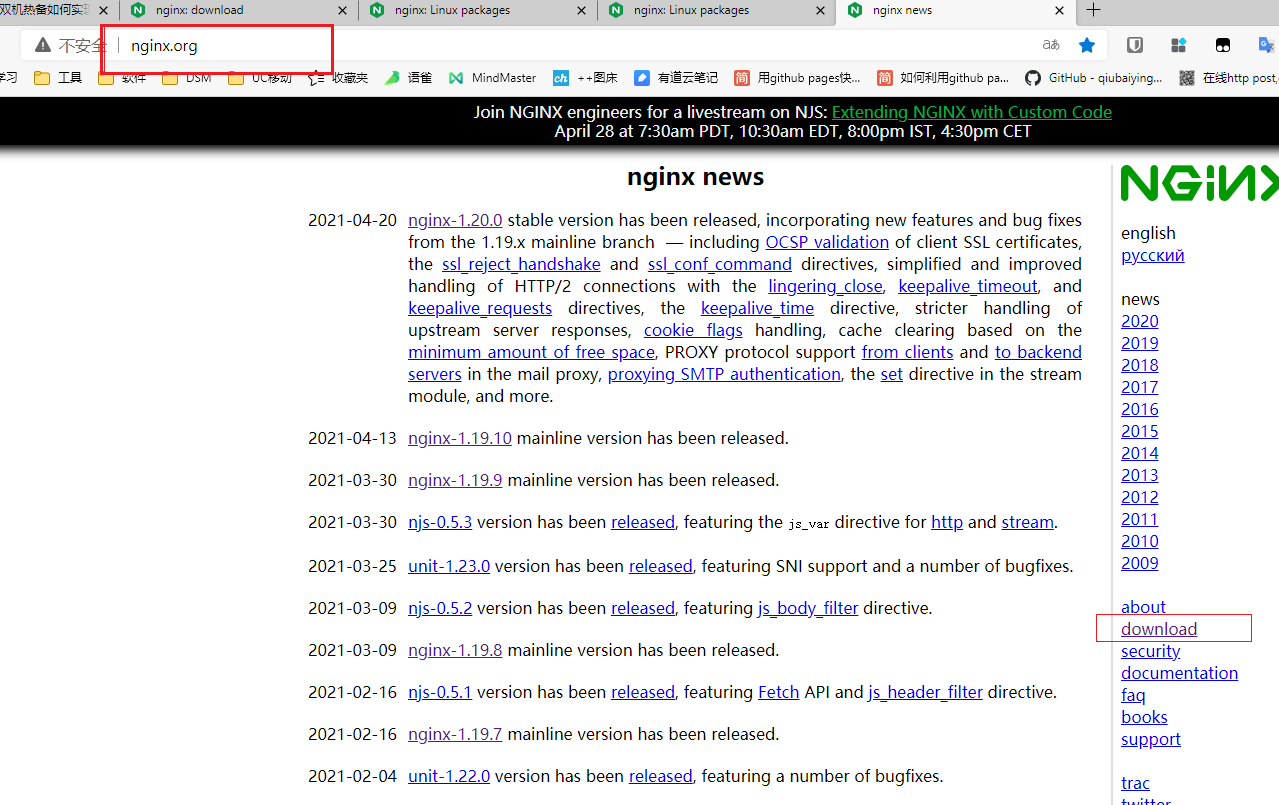 双机热备如何实现
nginx: download
nginx: Linux packages
nginx: Linux packages
nginx news
不安全
nginx.org
aあ
学习
工具
软件
DSM
UC移动
收藏夹
语雀
MindMaster
ch
++图床
有道云笔记
简
用github pages快...
简
如何利用github pa...
GitHub - qiubaiying...
在线http post,
Join NGINX engineers for a livestream on NJS: Extending NGINX with Custom Code
April 28 at 7:30am PDT, 10:30am EDT, 8:00pm IST, 4:30pm CET
nginx news
2021-04-20 nginx-1.20.0 stable version has been released, incorporating new features and bug fixes
from the 1.19.x mainline branch — including OCSP validation of client SSL certificates,
the ssl_reject_handshake and ssl_conf_command directives, simplified and improved
handling of HTTP/2 connections with the lingering_close, keepalive_timeout, and
keepalive_requests directives, the keepalive_time directive, stricter handling of
upstream server responses, cookie flags handling, cache clearing based on the
minimum amount of free space, PROXY protocol support from clients and to backend
servers in the mail proxy, proxying SMTP authentication, the set directive in the stream
module, and more.
2021-04-13 nginx-1.19.10 mainline version has been released.
2021-03-30 nginx-1.19.9 mainline version has been released.
2021-03-30 njs-0.5.3 version has been released, featuring the js_var directive for http and stream.
2021-03-25 unit-1.23.0 version has been released, featuring SNI support and a number of bugfixes.
2021-03-09 njs-0.5.2 version has been released, featuring js_body_filter directive.
2021-03-09 nginx-1.19.8 mainline version has been released.
2021-02-16 njs-0.5.1 version has been released, featuring Fetch API and js_header_filter directive.
2021-02-16 nginx-1.19.7 mainline version has been released.
2021-02-04 unit-1.22.0 version has been released, featuring a number of bugfixes.
NGiNX
english
русский
news
2020
2019
2018
2017
2016
2015
2014
2013
2012
2011
2010
2009
about
download
security
documentation
faq
books
support
trac
twitter